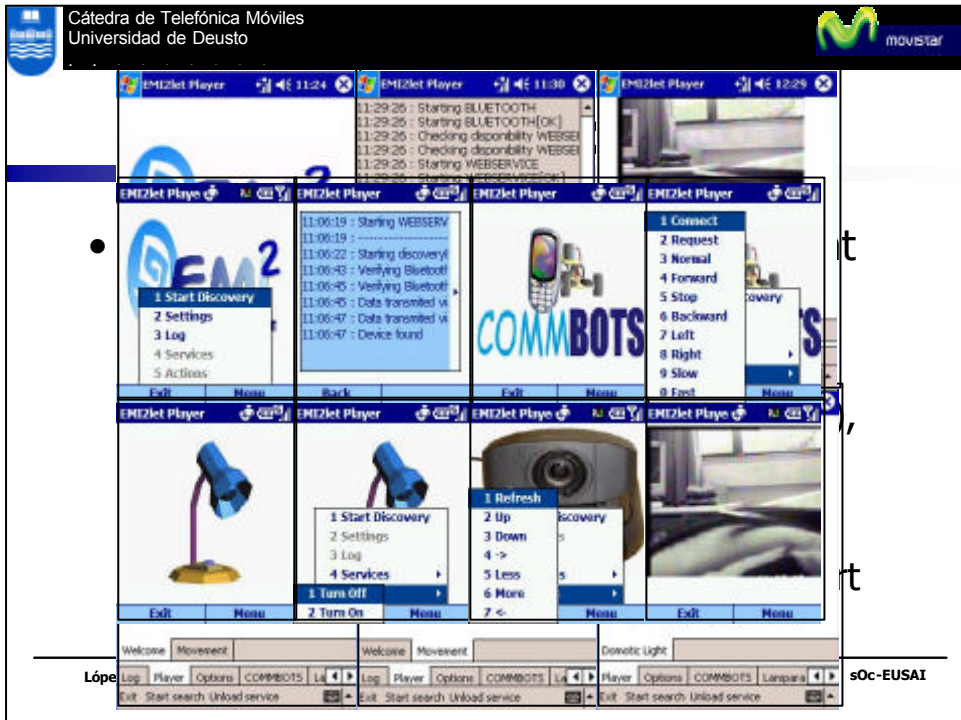 Cátedra de Telefónica Móviles
Universidad de Deusto
movistar
EMI2let Player 11:24
EMI2let Player 11:30
EMI2let Player 12:29
11:29:26 : Starting BLUETOOTH
11:29:26 : Starting BLUETOOTH[OK]
11:29:26 : Checking disponibility WEBSE
11:29:26 : Checking disponibility WEBSE
11:29:26 : Starting WEBSERVICE
EMI2let Playe
EM 2
1 Start Discovery
2 Settings
3 Log
4 Services
5 Actions
Exit Menu
EMI2let Player
11:06:19 : Starting WEBSERV
11:06:19 : --------------------
11:06:22 : Starting discovery
11:06:43 : Verifying Bluetoot
11:06:45 : Verifying Bluetoot
11:06:45 : Data transmited vi
11:06:47 : Data transmited vi
11:06:47 : Device found
Back
EMI2let Player
COMMBOTS
Exit Menu
EMI2let Player
1 Connect
2 Request
3 Normal
4 Forward
5 Stop
6 Backward
7 Left
8 Right
9 Slow
0 Fast
overy
S
Menu
• t
EMI2let Player
Exit Menu
EMI2let Player
1 Start Discovery
2 Settings
3 Log
4 Services
1 Turn Off
2 Turn On
Menu
EMI2let Playe
1 Refresh
2 Up
3 Down
4 ->
5 Less
6 More
7 <-
iscovery
Menu
EMI2let Playe
Exit Menu
),
rt
Welcome Movement
Log Player Options COMMBOTS La
Exit Start search Unload service
Welcome Movement
Log Player Options COMMBOTS La
Exit Start search Unload service
Domotic Light
Player Options COMMBOTS Lampara
Exit Start search Unload service
Lópe
sOc-EUSAI